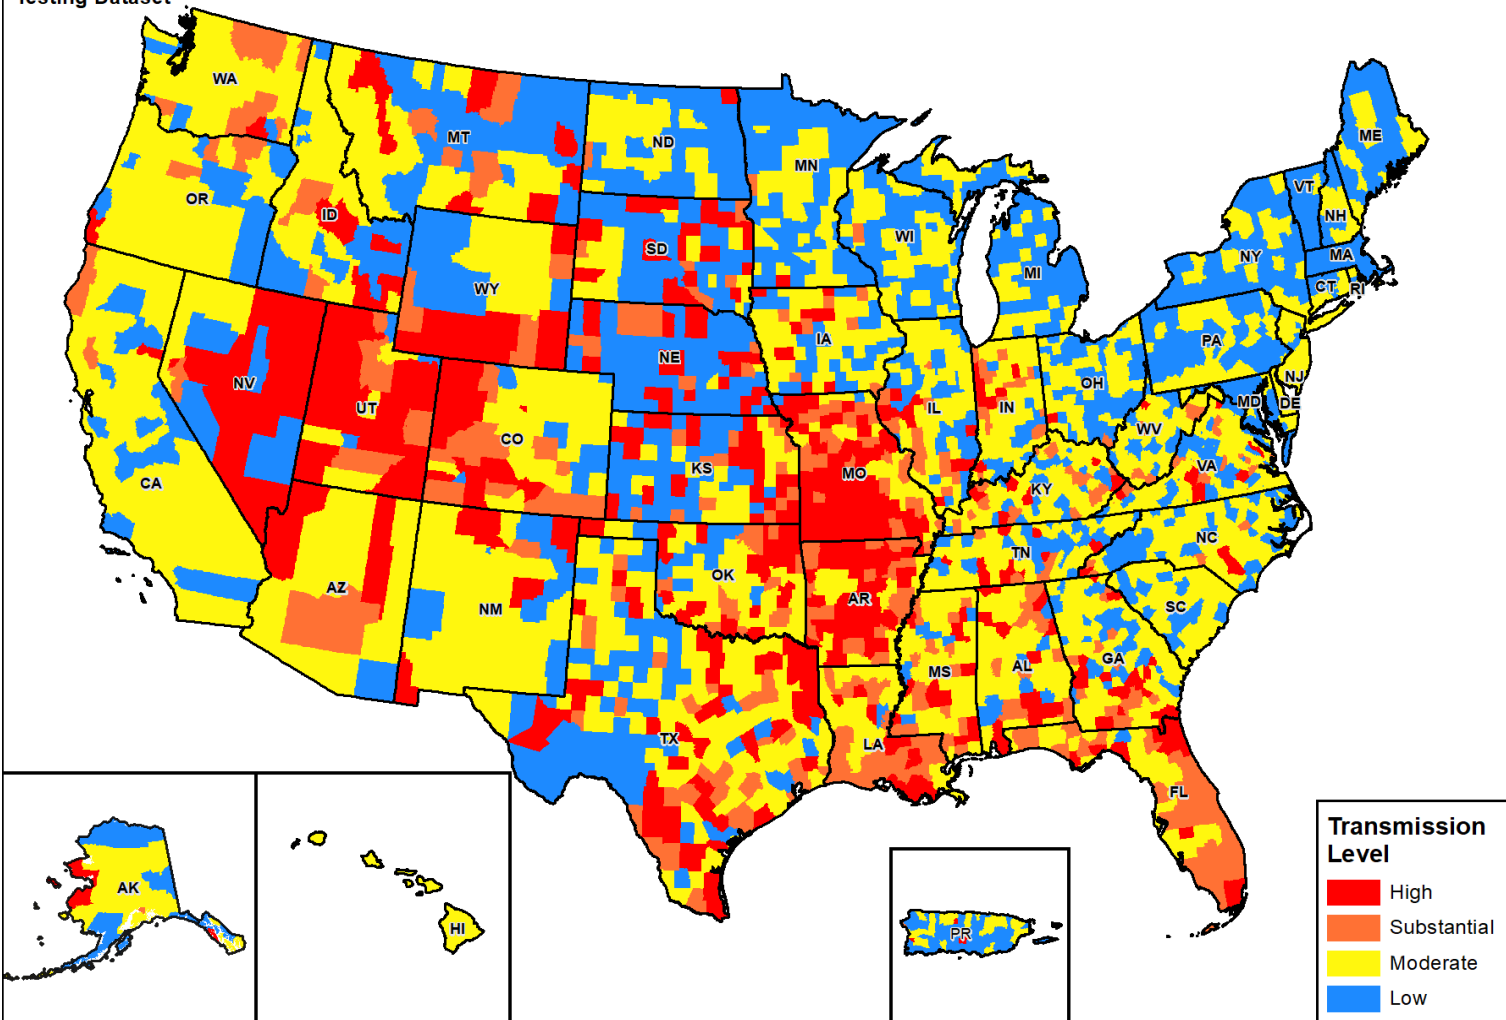 Testing Dataset
WA
MT
ND
MN
ME
OR
ID
SD
WI
VT
NH
NY
MA
MI
CT
RI
WY
IA
PA
NE
NV
UT
CO
IL
IN
OH
NJ
MD
DE
WV
CA
KS
MO
KY
VA
AZ
NM
OK
AR
TN
NC
SC
MS
AL
GA
TX
LA
FL
AK
HI
PR
Transmission
Level
High
Substantial
Moderate
Low